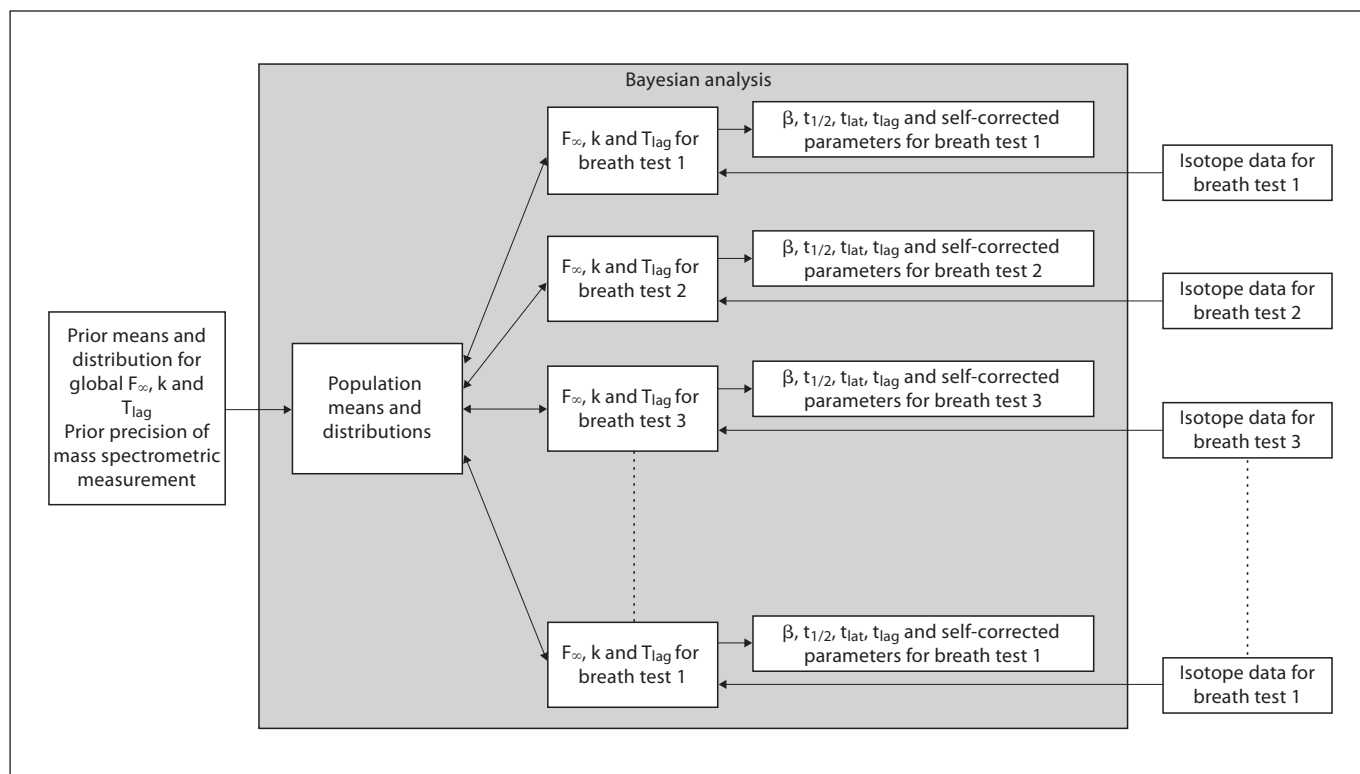 Bayesian analysis
Prior means and
distribution for
global F∞, k and
Tlag
Prior precision of
mass spectrometric
measurement
Population
means and
distributions
F∞, k and Tlag for
breath test 1
β, t1/2, tlat, tlag and self-corrected
parameters for breath test 1
Isotope data for
breath test 1
F∞, k and Tlag for
breath test 2
β, t1/2, tlat, tlag and self-corrected
parameters for breath test 2
Isotope data for
breath test 2
F∞, k and Tlag for
breath test 3
β, t1/2, tlat, tlag and self-corrected
parameters for breath test 3
Isotope data for
breath test 3
F∞, k and Tlag for
breath test 1
β, t1/2, tlat, tlag and self-corrected
parameters for breath test 1
Isotope data for
breath test 1